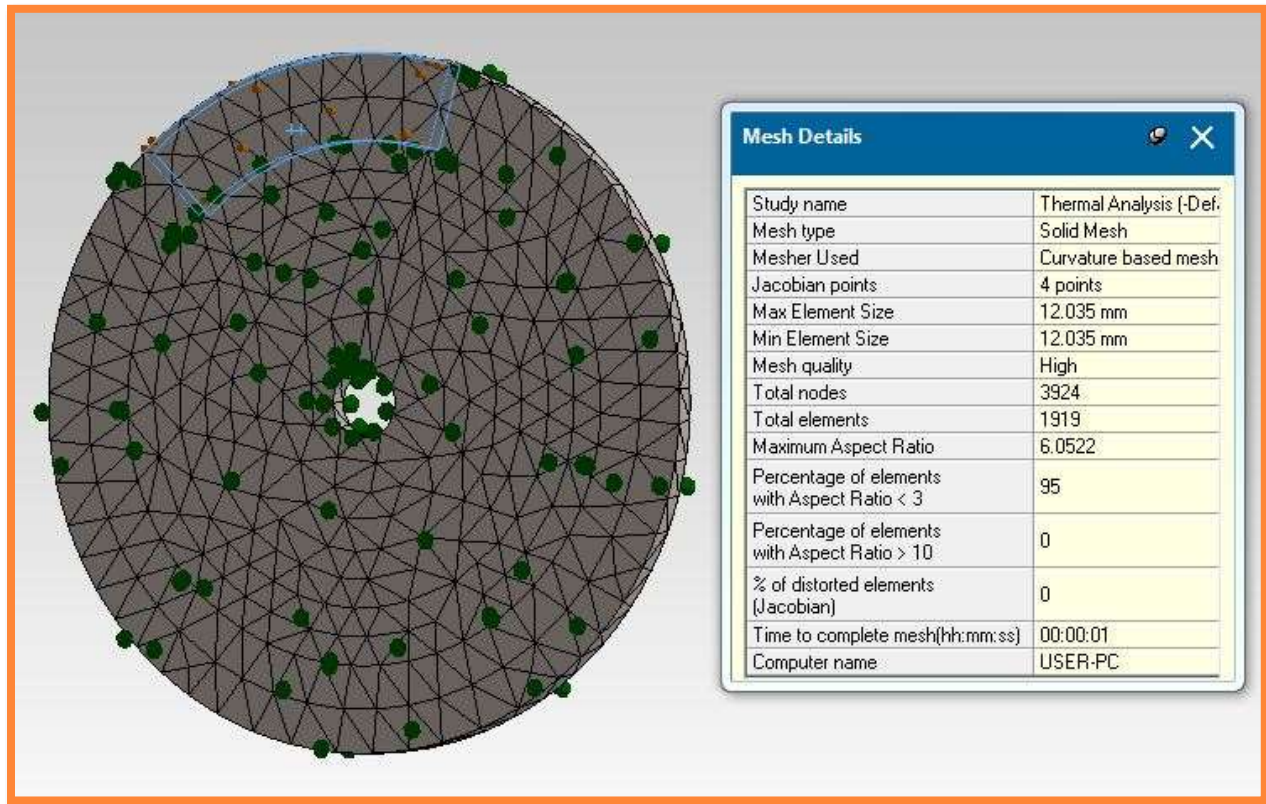 Mesh Details
Study name Thermal Analysis (-Def
Mesh type Solid Mesh
Mesher Used Curvature based mesh
Jacobian points 4 points
Max Element Size 12.035 mm
Min Element Size 12.035 mm
Mesh quality High
Total nodes 3924
Total elements 1919
Maximum Aspect Ratio 6.0522
Percentage of elements
with Aspect Ratio < 3 95
Percentage of elements
with Aspect Ratio > 10 0
% of distorted elements
(Jacobian) 0
Time to complete mesh(hh:mm:ss) 00:00:01
Computer name USER-PC